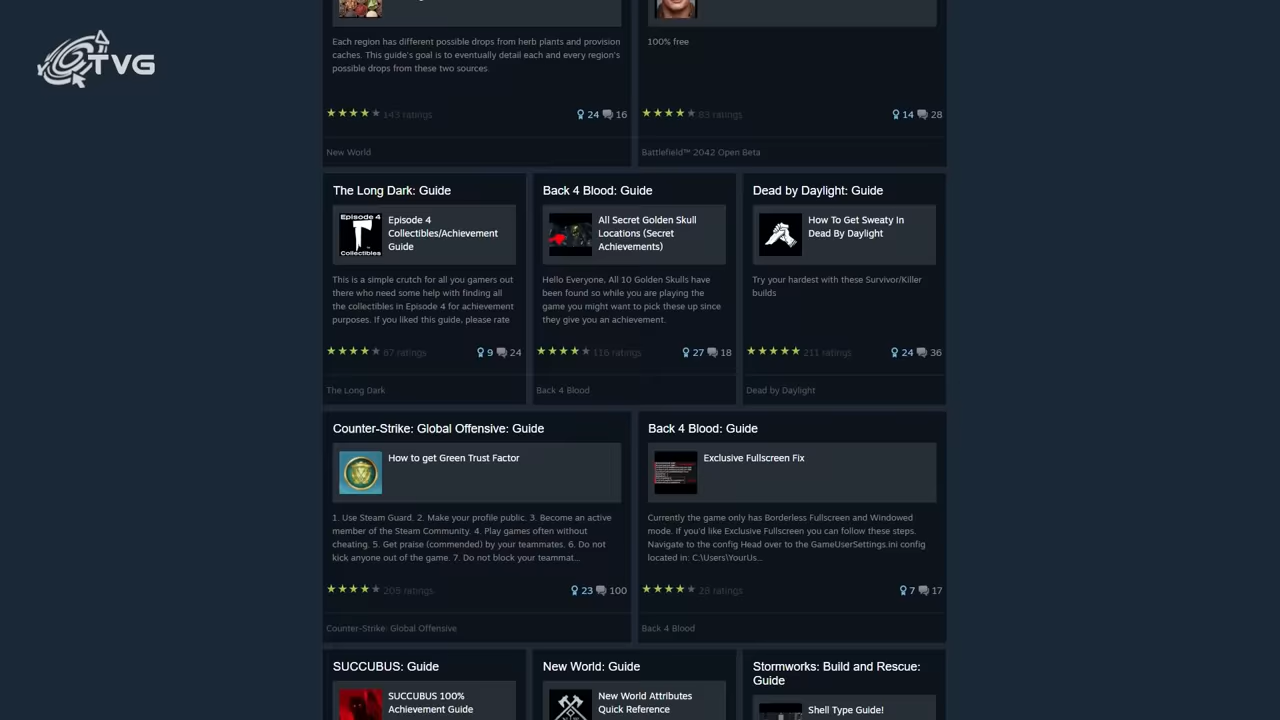 TVG
Each region has different possible drops from herb plants and provision
caches. This guide's goal is to eventually detail each and every region's
possible drops from these two sources.
143 ratings
24 16
New World
100% free
83 ratings
14 28
Battlefield™ 2042 Open Beta
The Long Dark: Guide
Episode 4
Collectibles
Episode 4
Collectibles/Achievement
Guide
This is a simple crutch for all you gamers out
there who need some help with finding all
the collectibles in Episode 4 for achievement
purposes. If you liked this guide, please rate
87 ratings
9 24
The Long Dark
Back 4 Blood: Guide
All Secret Golden Skull
Locations (Secret
Achievements)
Hello Everyone, All 10 Golden Skulls have
been found so while you are playing the
game you might want to pick these up since
they give you an achievement.
116 ratings
27 18
Back 4 Blood
Dead by Daylight: Guide
How To Get Sweaty In
Dead By Daylight
Try your hardest with these Survivor/Killer
builds
211 ratings
24 36
Dead by Daylight
Counter-Strike: Global Offensive: Guide
How to get Green Trust Factor
1. Use Steam Guard. 2. Make your profile public. 3. Become an active
member of the Steam Community. 4. Play games often without
cheating. 5. Get praise (commended) by your teammates. 6. Do not
kick anyone out of the game. 7. Do not block your teammat...
205 ratings
23 100
Counter-Strike: Global Offensive
Back 4 Blood: Guide
Exclusive Fullscreen Fix
Currently the game only has Borderless Fullscreen and Windowed
mode. If you'd like Exclusive Fullscreen you can follow these steps.
Navigate to the config Head over to the GameUserSettings.ini config
located in: C:\Users\YourUs...
28 ratings
7 17
Back 4 Blood
SUCCUBUS: Guide
SUCCUBUS 100%
Achievement Guide
New World: Guide
New World Attributes
Quick Reference
Stormworks: Build and Rescue:
Guide
Shell Type Guide!